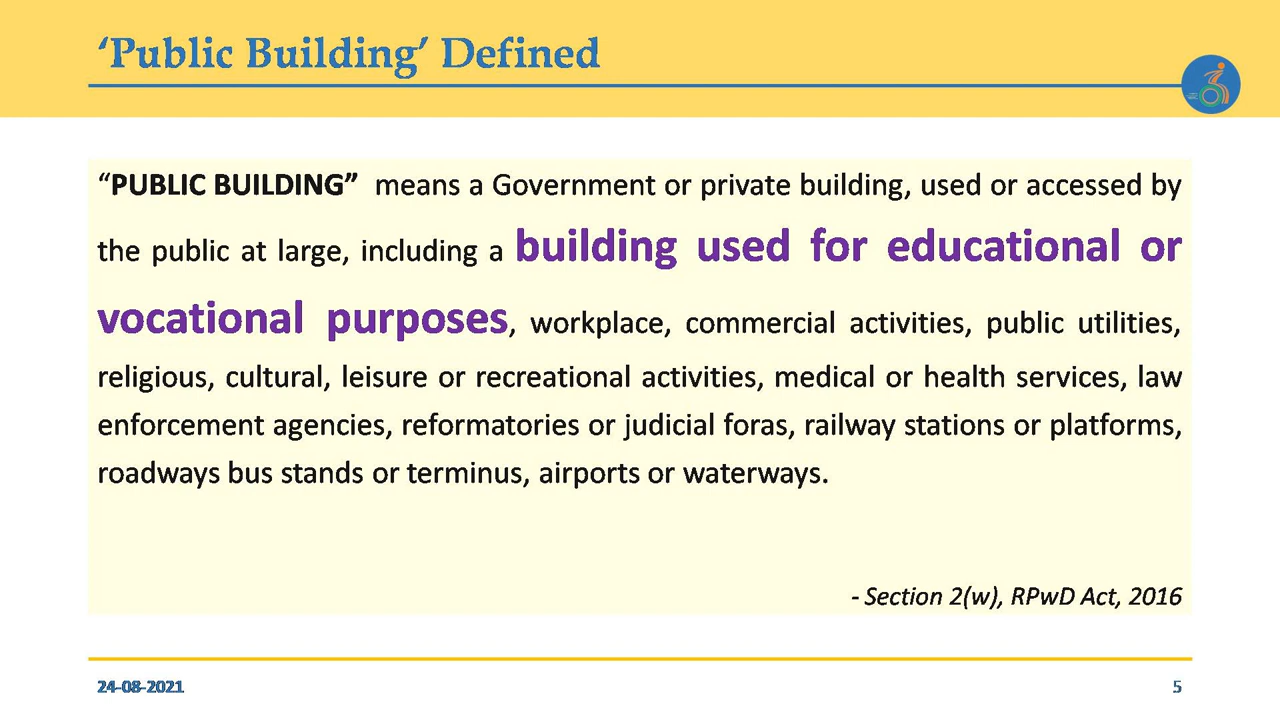 ‘Public Building’ Defined
“PUBLIC BUILDING” means a Government or private building, used or accessed by
the public at large, including a building used for educational or
vocational purposes, workplace, commercial activities, public utilities,
religious, cultural, leisure or recreational activities, medical or health services, law
enforcement agencies, reformatories or judicial foras, railway stations or platforms,
roadways bus stands or terminus, airports or waterways.
- Section 2(w), RPwD Act, 2016
24-08-2021
5